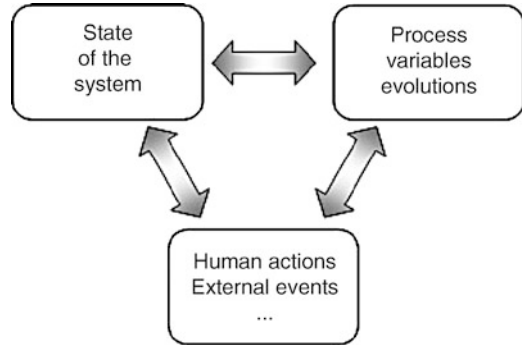 State
of the
system
Process
variables
evolutions
Human actions
External events
...